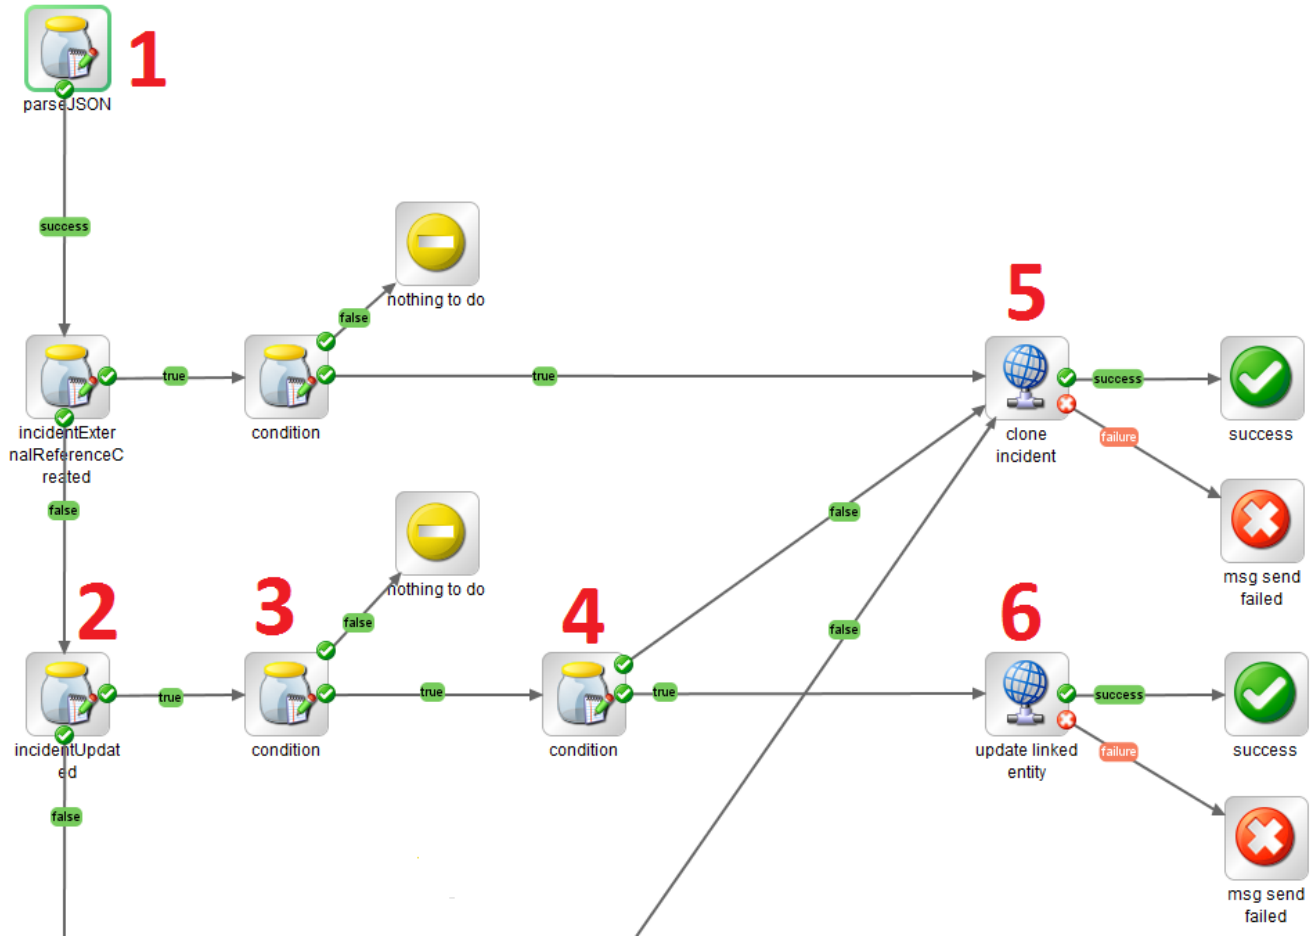 1
parseJSON
success
nothing to do
false
5
true
true
success
incidentExter
nalReferenceC
reated
condition
clone
incident
success
failure
false
false
nothing to do
msg send
failed
2
3
4
6
false
false
true
true
true
success
incidentUpdat
ed
condition
condition
update linked
entity
success
failure
false
msg send
failed